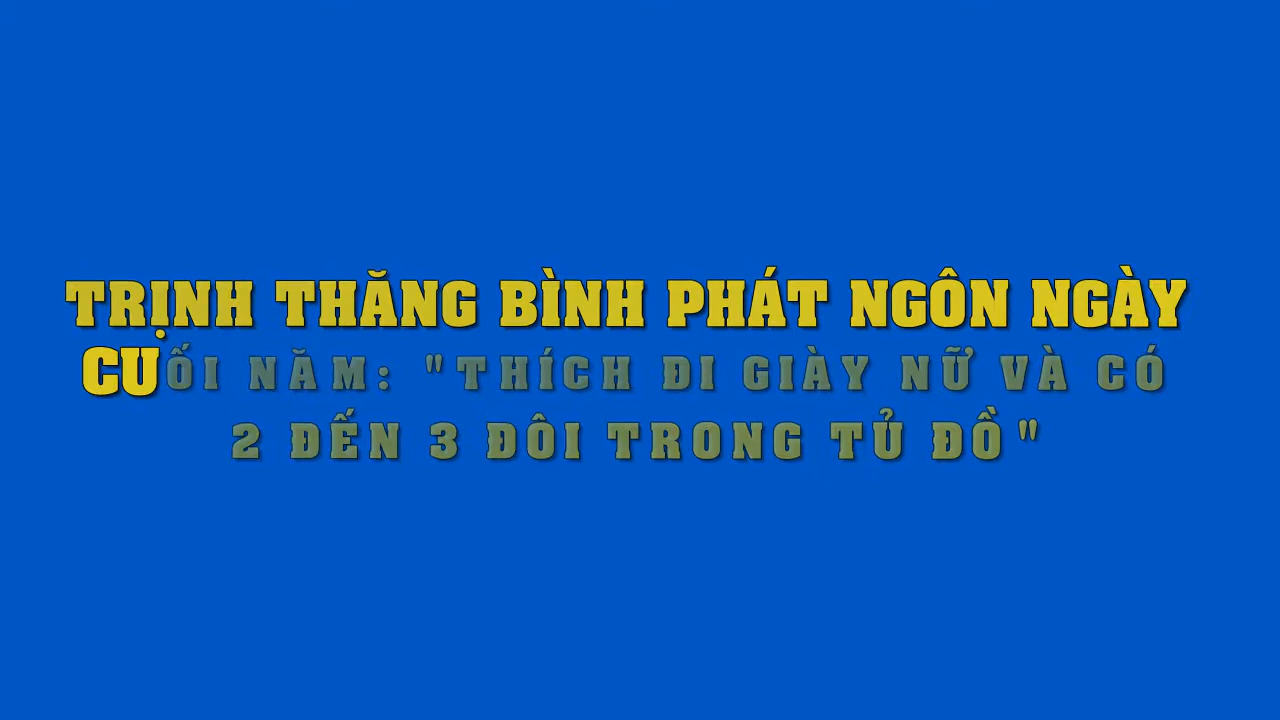 TRỊNH THĂNG BÌNH PHÁT NGÔN NGÀY
CUỐI NĂM: "THÍCH ĐI GIÀY NỮ VÀ CÓ
2 ĐẾN 3 ĐÔI TRONG TỦ ĐỒ"